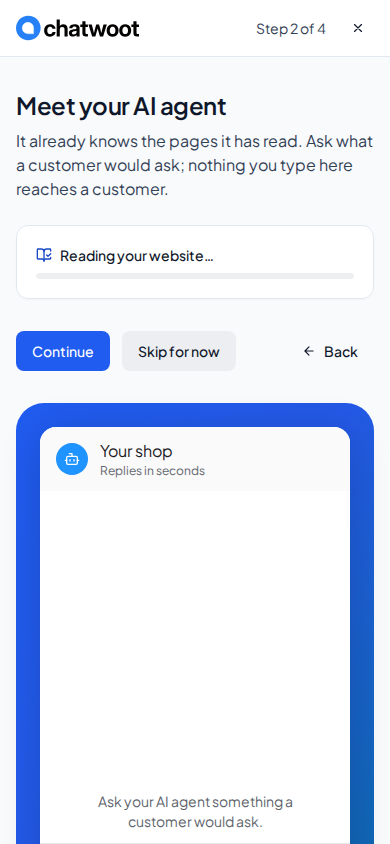 chatwoot
Step 2 of 4
Meet your AI agent
It already knows the pages it has read. Ask what
a customer would ask; nothing you type here
reaches a customer.
Reading your website…
Continue
Skip for now
Back
Your shop
Replies in seconds
Ask your AI agent something a
customer would ask.